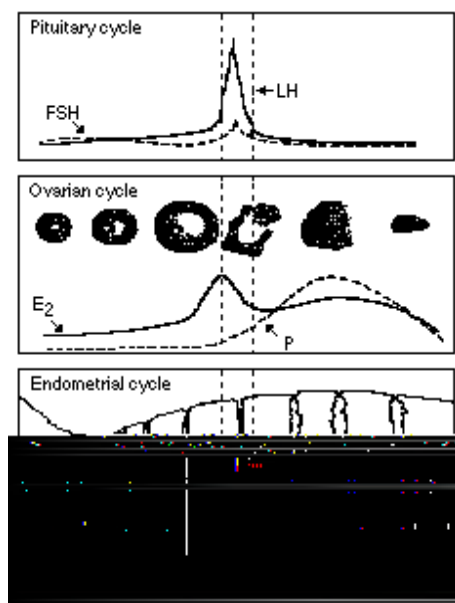 Pituitary cycle
LH
FSH
Ovarian cycle
E2
P
Endometrial cycle